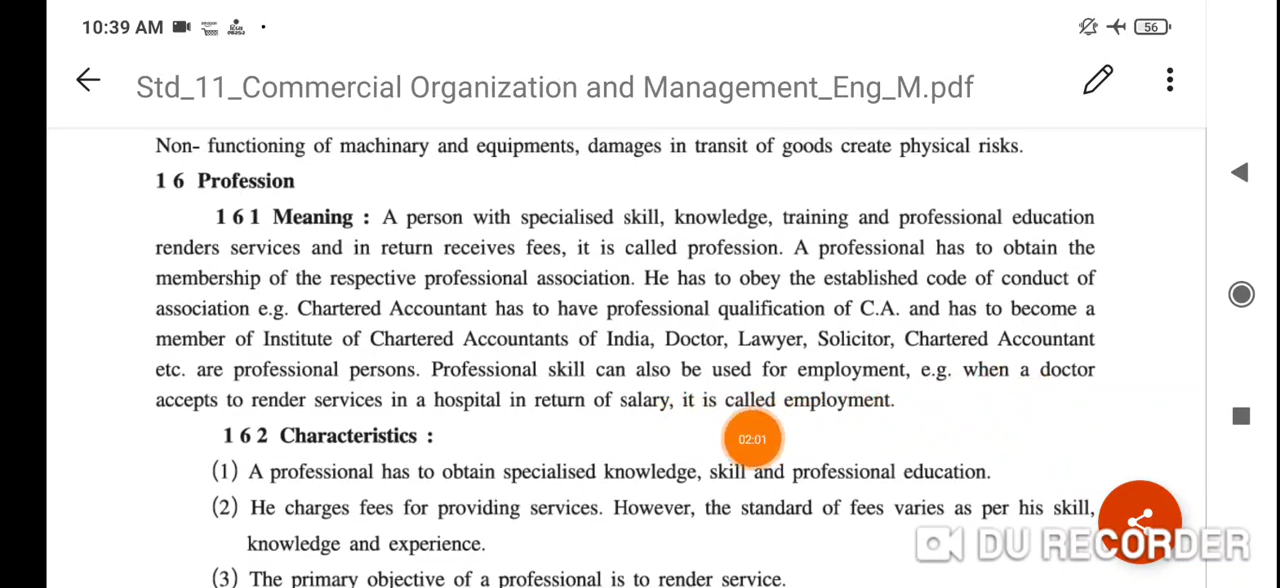 10:39 AM
56
Std_11_Commercial Organization and Management_Eng_M.pdf
Non- functioning of machinary and equipments, damages in transit of goods create physical risks.
1 6 Profession
1 6 1 Meaning : A person with specialised skill, knowledge, training and professional education
renders services and in return receives fees, it is called profession. A professional has to obtain the
membership of the respective professional association. He has to obey the established code of conduct of
association e.g. Chartered Accountant has to have professional qualification of C.A. and has to become a
member of Institute of Chartered Accountants of India, Doctor, Lawyer, Solicitor, Chartered Accountant
etc. are professional persons. Professional skill can also be used for employment, e.g. when a doctor
accepts to render services in a hospital in return of salary, it is called employment.
1 6 2 Characteristics :
02:01
(1) A professional has to obtain specialised knowledge, skill and professional education.
(2) He charges fees for providing services. However, the standard of fees varies as per his skill,
knowledge and experience.
DU RECORDER
(3) The primary objective of a professional is to render service.